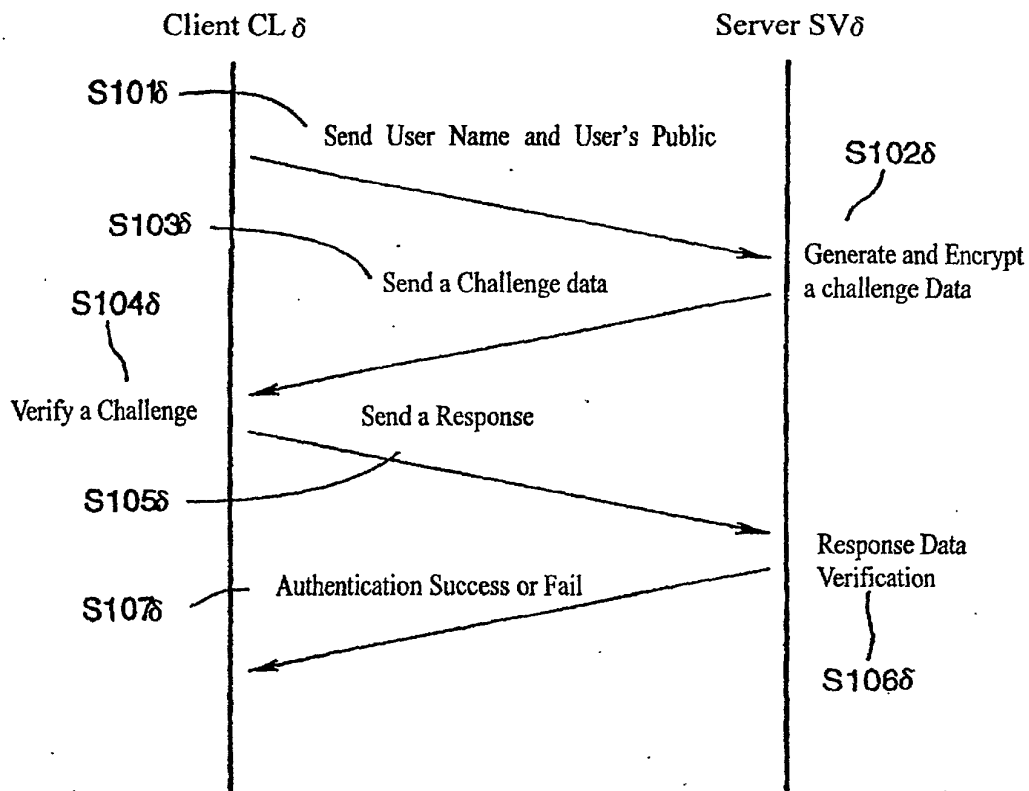 Client CL δ
Server SVδ
S101δ
Send User Name and User's Public
S102δ
S103δ
Generate and Encrypt
a challenge Data
Send a Challenge data
S104δ
Verify a Challenge
Send a Response
S105δ
Response Data
Verification
Authentication Success or Fail
S107δ
S106δ